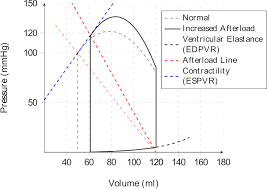 150
120
100
50
Pressure (mmHg)
40 60 80 100 120 140 160 180
Volume (ml)
Normal
Increased Afterload
Ventricular Elastance
(EDPVR)
Afterload Line
Contractility
(ESPVR)